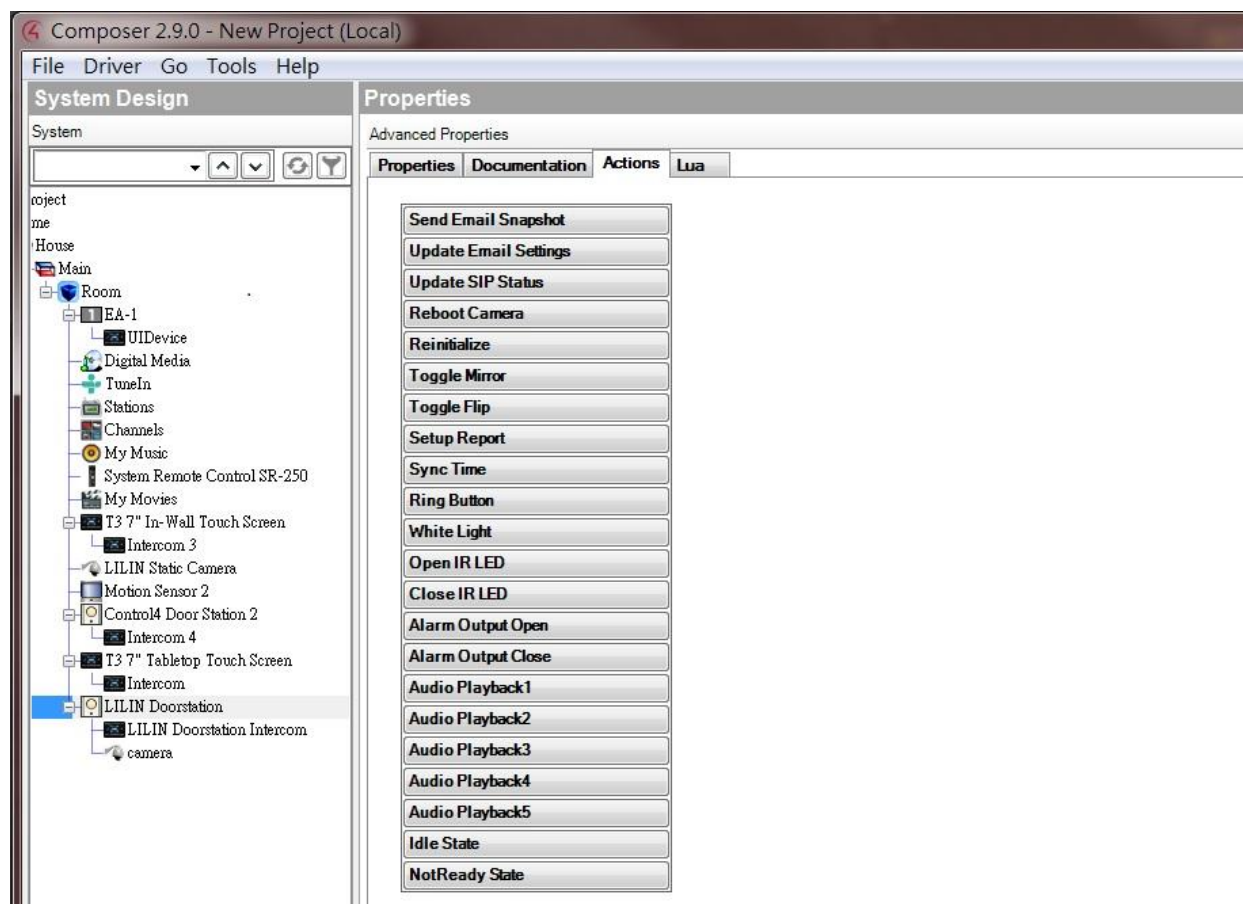 Composer 2.9.0 - New Project (Local)
File Driver Go Tools Help
System Design
System
roject
me
House
Main
Room
1 EA-1
UIDevice
Digital Media
TuneIn
Stations
Channels
My Music
System Remote Control SR-250
My Movies
T3 7" In-Wall Touch Screen
Intercom 3
LILIN Static Camera
Motion Sensor 2
Control4 Door Station 2
Intercom 4
T3 7" Tabletop Touch Screen
Intercom
LILIN Doorstation
LILIN Doorstation Intercom
camera
Properties
Advanced Properties
Properties Documentation Actions Lua
Send Email Snapshot
Update Email Settings
Update SIP Status
Reboot Camera
Reinitialize
Toggle Mirror
Toggle Flip
Setup Report
Sync Time
Ring Button
White Light
Open IR LED
Close IR LED
Alarm Output Open
Alarm Output Close
Audio Playback1
Audio Playback2
Audio Playback3
Audio Playback4
Audio Playback5
Idle State
NotReady State